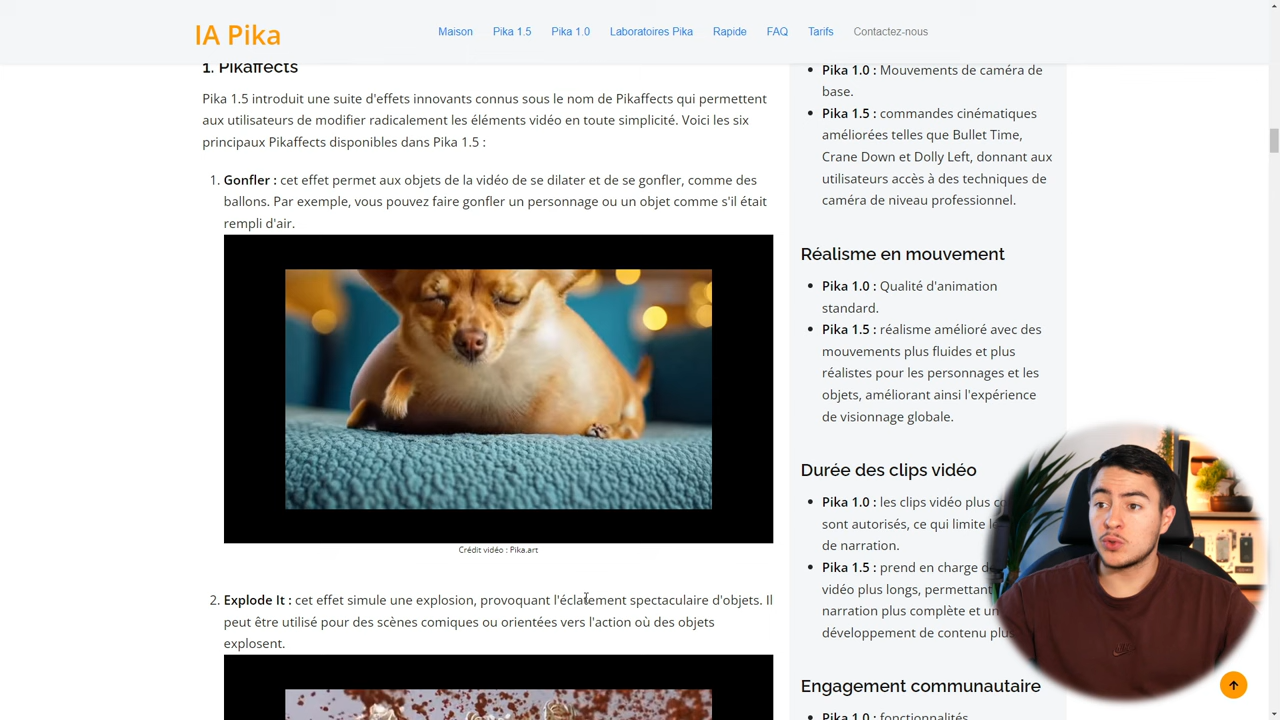 IA Pika
Maison
Pika 1.5
Pika 1.0
Laboratoires Pika
Rapide
FAQ
Tarifs
Contactez-nous
1. Pikaffects
Pika 1.5 introduit une suite d'effets innovants connus sous le nom de Pikaffects qui permettent
aux utilisateurs de modifier radicalement les éléments vidéo en toute simplicité. Voici les six
principaux Pikaffects disponibles dans Pika 1.5 :
1. Gonfler : cet effet permet aux objets de la vidéo de se dilater et de se gonfler, comme des
ballons. Par exemple, vous pouvez faire gonfler un personnage ou un objet comme s'il était
rempli d'air.
Crédit vidéo : Pika.art
2. Explode It : cet effet simule une explosion, provoquant l'éclatement spectaculaire d'objets. Il
peut être utilisé pour des scènes comiques ou orientées vers l'action où des objets
explosent.
Pika 1.0 : Mouvements de caméra de
base.
Pika 1.5 : commandes cinématiques
améliorées telles que Bullet Time,
Crane Down et Dolly Left, donnant aux
utilisateurs accès à des techniques de
caméra de niveau professionnel.
Réalisme en mouvement
Pika 1.0 : Qualité d'animation
standard.
Pika 1.5 : réalisme amélioré avec des
mouvements plus fluides et plus
réalistes pour les personnages et les
objets, améliorant ainsi l'expérience
de visionnage globale.
Durée des clips vidéo
Pika 1.0 : les clips vidéo plus
sont autorisés, ce qui limite
de narration.
Pika 1.5 : prend en charge
vidéo plus longs, permettant
narration plus complète et
développement de contenu
Engagement communautaire
Pika 1.0 : fonctionnalités